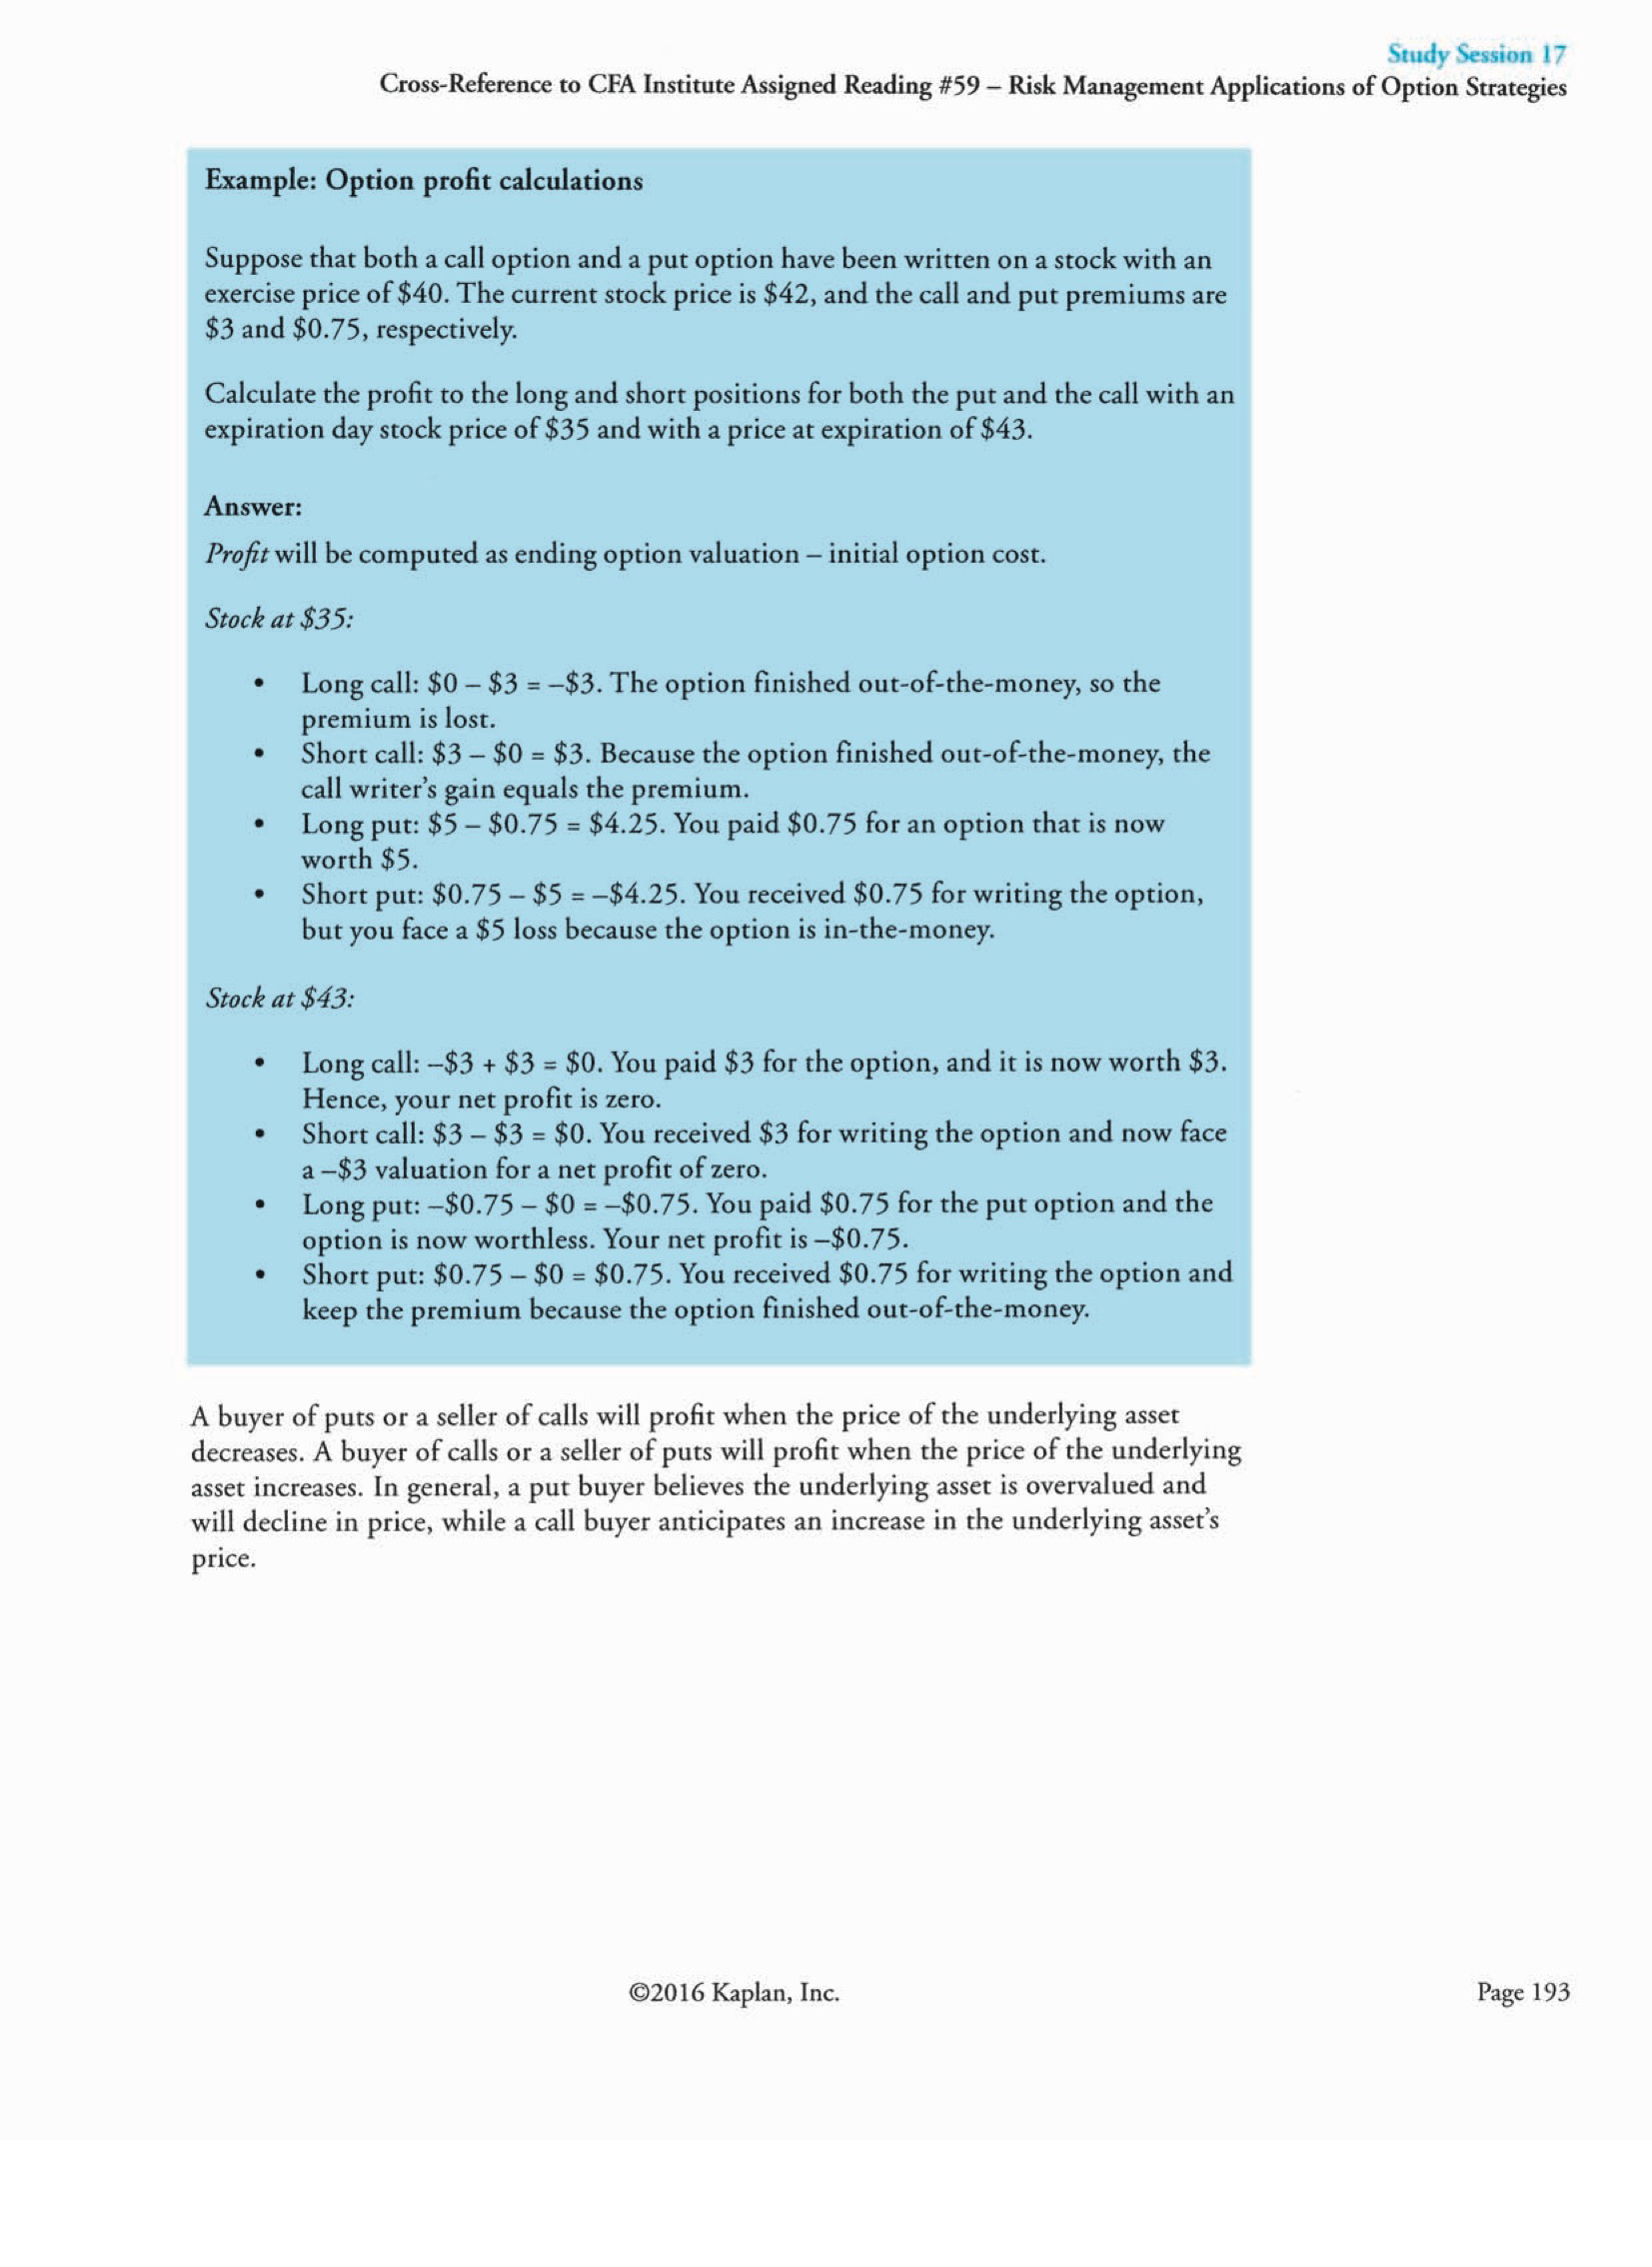 Study Session 17
Cross-Reference to CFA Institute Assigned Reading #59 – Risk Management Applications of Option Strategies
Example: Option profit calculations
Suppose that both a call option and a put option have been written on a stock with an
exercise price of $40. The current stock price is $42, and the call and put premiums are
$3 and $0.75, respectively.
Calculate the profit to the long and short positions for both the put and the call with an
expiration day stock price of $35 and with a price at expiration of $43.
Answer:
Profit will be computed as ending option valuation – initial option cost.
Stock at $35:
• Long call: $0 – $3 = –$3. The option finished out-of-the-money, so the
premium is lost.
• Short call: $3 – $0 = $3. Because the option finished out-of-the-money, the
call writer's gain equals the premium.
• Long put: $5 – $0.75 = $4.25. You paid $0.75 for an option that is now
worth $5.
• Short put: $0.75 – $5 = –$4.25. You received $0.75 for writing the option,
but you face a $5 loss because the option is in-the-money.
Stock at $43:
• Long call: –$3 + $3 = $0. You paid $3 for the option, and it is now worth $3.
Hence, your net profit is zero.
• Short call: $3 – $3 = $0. You received $3 for writing the option and now face
a –$3 valuation for a net profit of zero.
• Long put: –$0.75 – $0 = –$0.75. You paid $0.75 for the put option and the
option is now worthless. Your net profit is –$0.75.
• Short put: $0.75 – $0 = $0.75. You received $0.75 for writing the option and
keep the premium because the option finished out-of-the-money.
A buyer of puts or a seller of calls will profit when the price of the underlying asset
decreases. A buyer of calls or a seller of puts will profit when the price of the underlying
asset increases. In general, a put buyer believes the underlying asset is overvalued and
will decline in price, while a call buyer anticipates an increase in the underlying asset's
price.
©2016 Kaplan, Inc.
Page 193